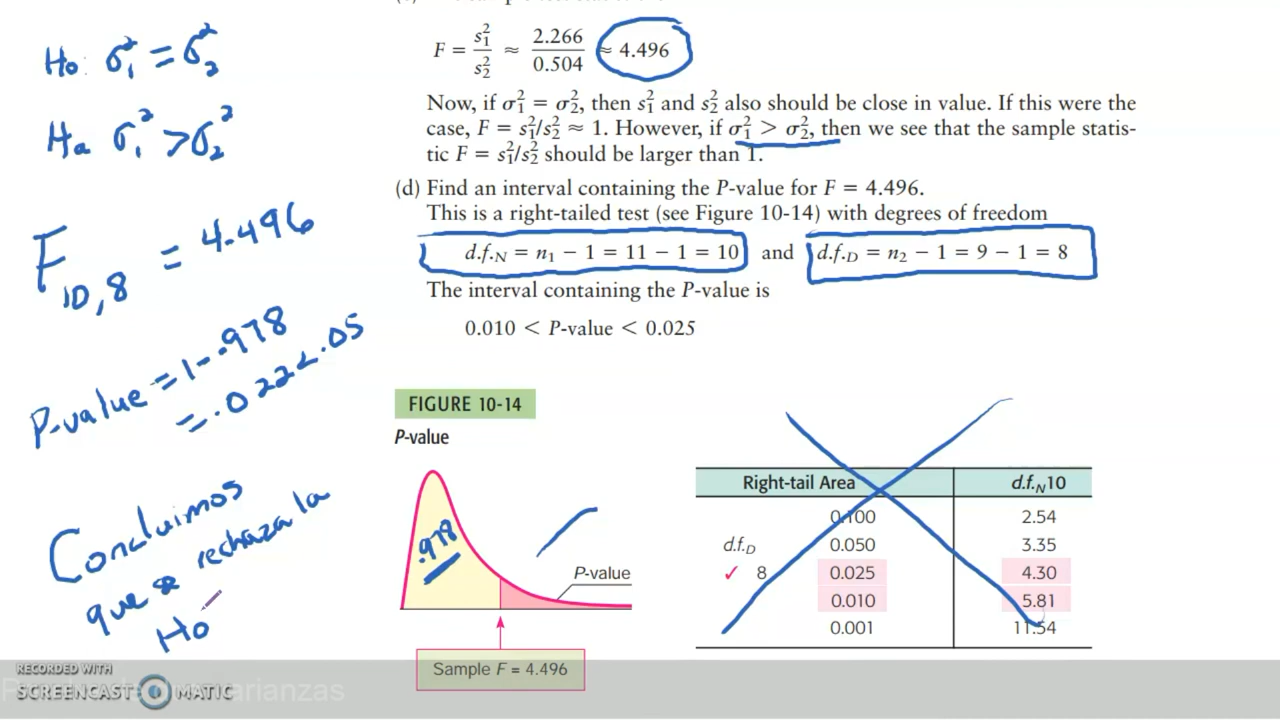 Ho: σ₁² = σ₂²
Ha σ₁² > σ₂²
F₁₀,₈ = 4.496
P-value = 1-.978
= .022 < .05
Concluimos
que se rechaza la
Ho
F = s₁²/s₂² ≈ 2.266/0.504 ≈ 4.496
Now, if σ₁² = σ₂², then s₁² and s₂² also should be close in value. If this were the
case, F = s₁²/s₂² ≈ 1. However, if σ₁² > σ₂², then we see that the sample statis-
tic F = s₁²/s₂² should be larger than 1.
(d) Find an interval containing the P-value for F = 4.496.
This is a right-tailed test (see Figure 10-14) with degrees of freedom
d.f.N = n₁ − 1 = 11 − 1 = 10 and d.f.D = n₂ − 1 = 9 − 1 = 8
The interval containing the P-value is
0.010 < P-value < 0.025
FIGURE 10-14
P-value
.978
P-value
Sample F = 4.496
Right-tail Area d.f.N 10
0.100 2.54
d.f.D 0.050 3.35
✓ 8 0.025 4.30
0.010 5.81
0.001 11.54
RECORDED WITH
SCREENCAST MATIC
arianzas